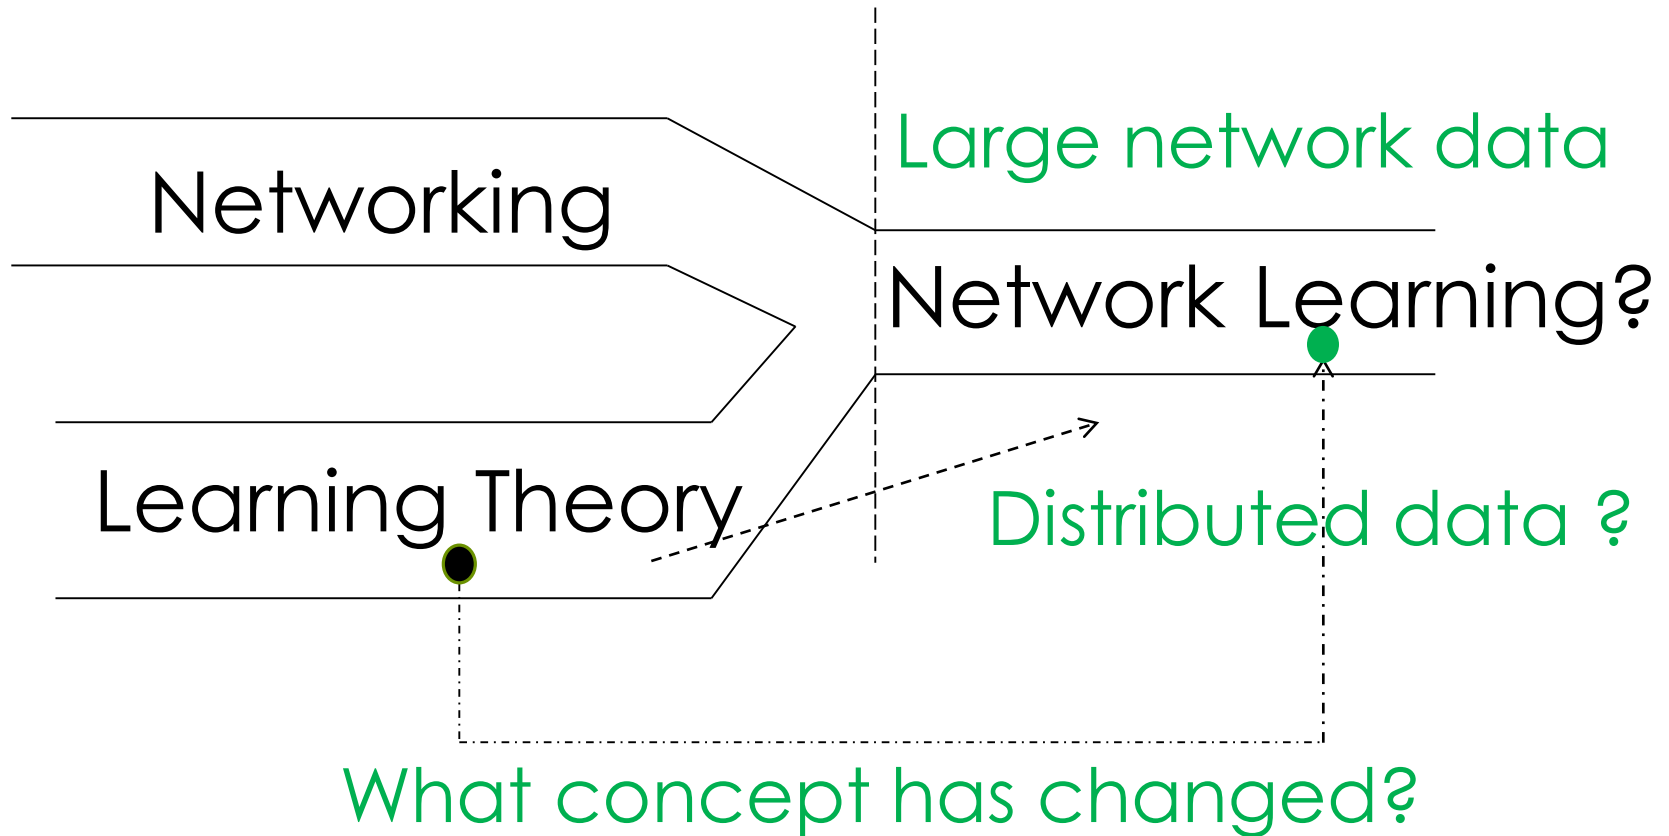 Large network data
Networking
Network Learning?
Learning Theory
Distributed data ?
What concept has changed?